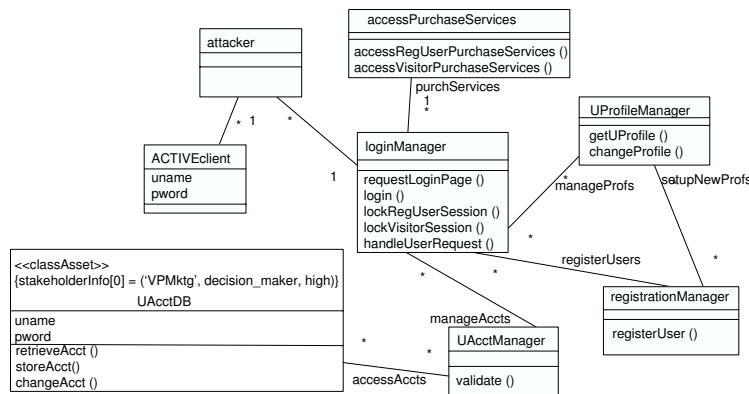 accessPurchaseServices
accessRegUserPurchaseServices ()
accessVisitorPurchaseServices ()
attacker
purchServices
1
*
* 1
*
ACTIVEclient
uname
pword
1
loginManager
requestLoginPage ()
login ()
lockRegUserSession ()
lockVisitorSession ()
handleUserRequest ()
UProfileManager
getUProfile ()
changeProfile ()
*
manageProfs
setupNewProfs
*
*
*
registerUsers
*
*
registrationManager
registerUser ()
<<classAsset>>
{stakeholderInfo[0] = (‘VPMktg’, decision_maker, high)}
UAcctDB
uname
pword
retrieveAcct ()
storeAcct()
changeAcct ()
manageAccts
*
*
accessAccts
UAcctManager
validate ()